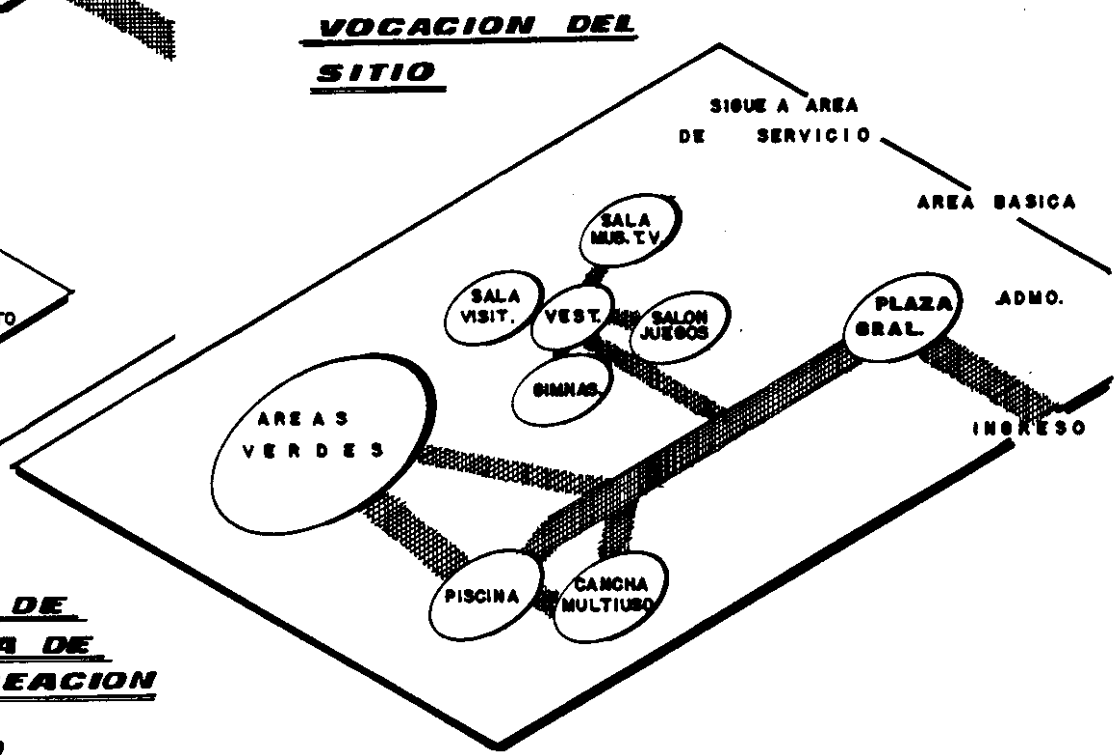 VOCACION DEL
SITIO
SIGUE A AREA
DE SERVICIO
AREA BASICA
SALA
MUS. T.V.
SALA
VISIT.
VEST.
SALON
JUEGOS
PLAZA
GRAL.
ADMO.
GIMNAS.
AREAS
VERDES
INGRESO
PISCINA
CANCHA
MULTIUSO
TO
DE
A DE
EACION